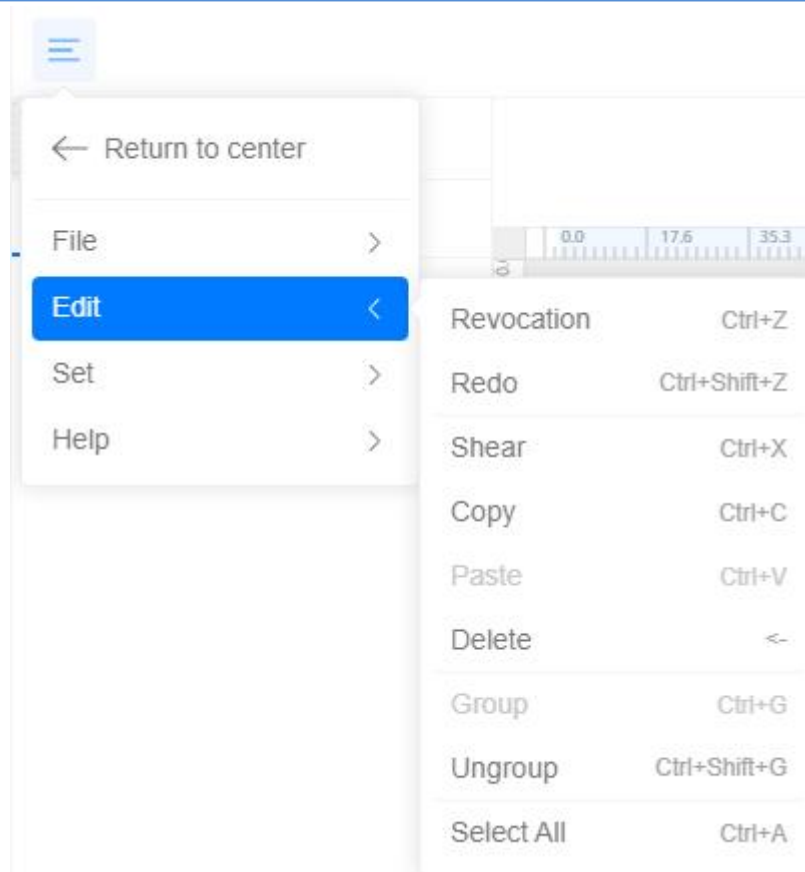 Return to center
File
0.0 17.6 35.3
Edit
Revocation Ctrl+Z
Set
Redo Ctrl+Shift+Z
Help
Shear Ctrl+X
Copy Ctrl+C
Paste Ctrl+V
Delete <-
Group Ctrl+G
Ungroup Ctrl+Shift+G
Select All Ctrl+A